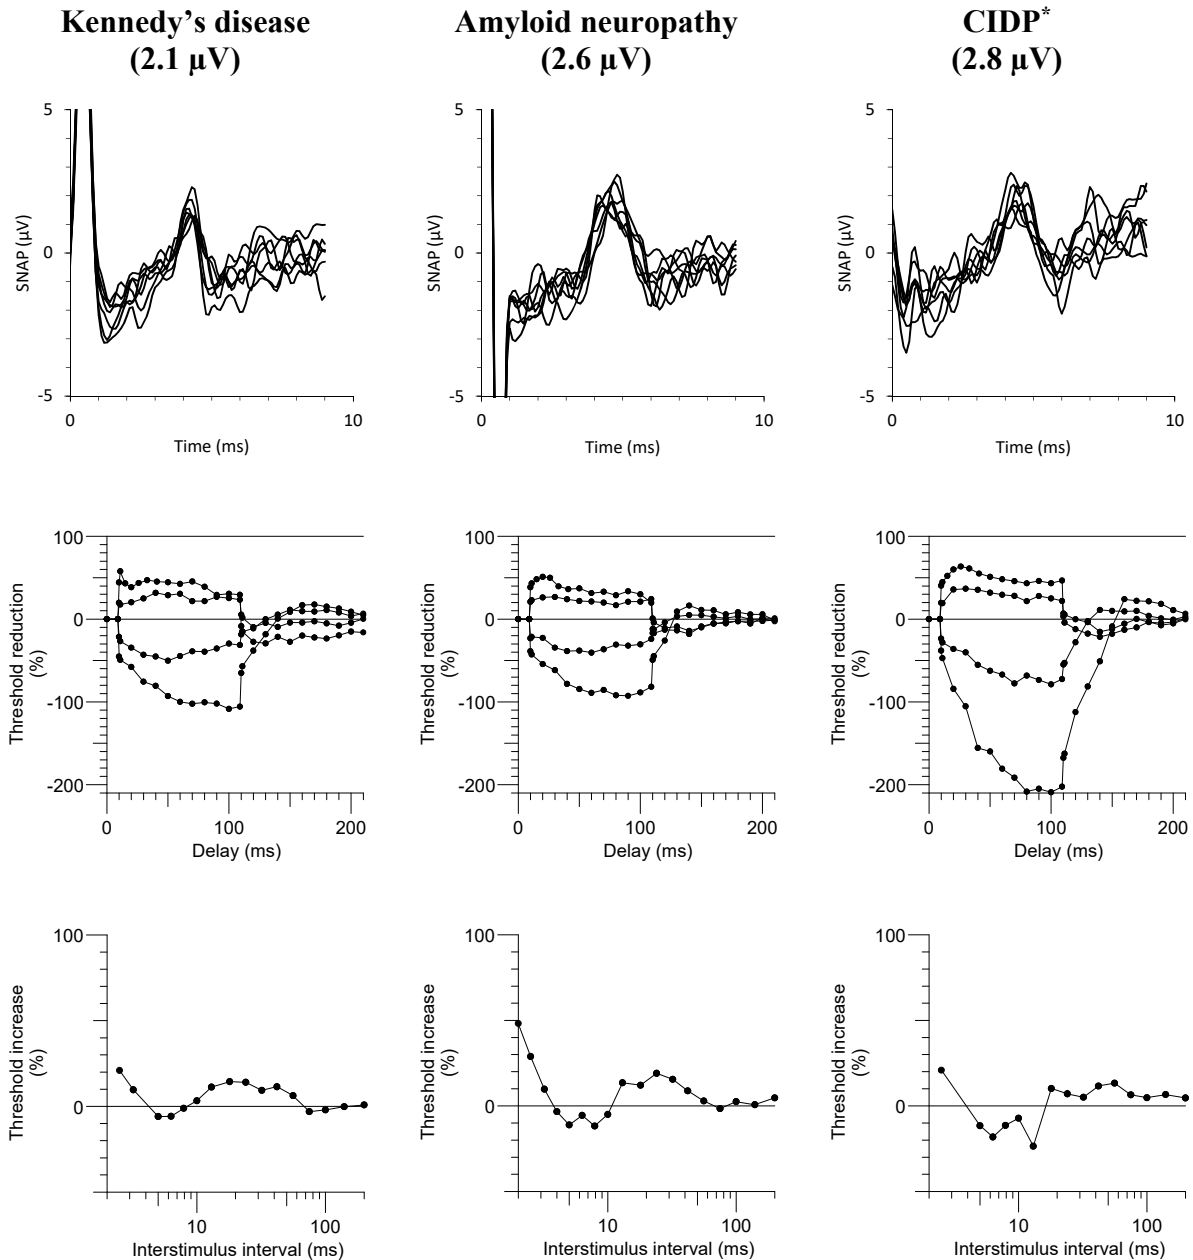 Kennedy’s disease
(2.1 µV)
Amyloid neuropathy
(2.6 µV)
CIDP*
(2.8 µV)
5
0
-5
SNAP (µV)
0
10
Time (ms)
5
0
-5
SNAP (µV)
0
10
Time (ms)
5
0
-5
SNAP (µV)
0
10
Time (ms)
100
0
-100
-200
Threshold reduction
(%)
0
100
200
Delay (ms)
100
0
-100
-200
Threshold reduction
(%)
0
100
200
Delay (ms)
100
0
-100
-200
Threshold reduction
(%)
0
100
200
Delay (ms)
100
0
Threshold increase
(%)
10
100
Interstimulus interval (ms)
100
0
Threshold increase
(%)
10
100
Interstimulus interval (ms)
100
0
Threshold increase
(%)
10
100
Interstimulus interval (ms)